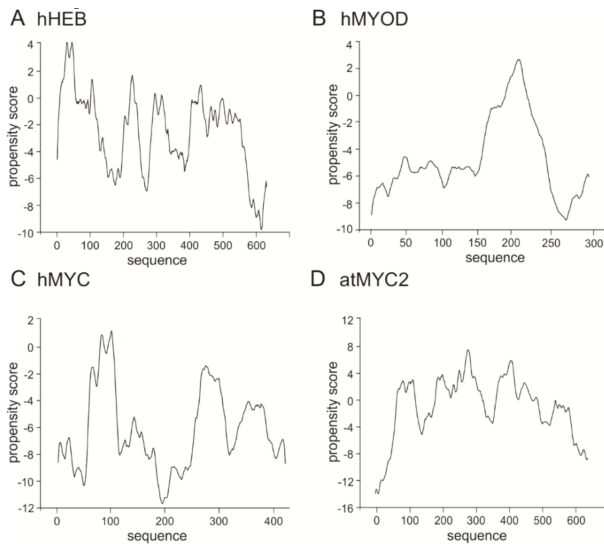 A hHEB
propensity score
4
2
0
-2
-4
-6
-8
-10
0 100 200 300 400 500 600
sequence
B hMYOD
propensity score
4
2
0
-2
-4
-6
-8
-10
0 50 100 150 200 250 300
sequence
C hMYC
propensity score
2
0
-2
-4
-6
-8
-10
-12
0 100 200 300 400
sequence
D atMYC2
propensity score
12
8
4
0
-4
-8
-12
-16
0 100 200 300 400 500 600
sequence